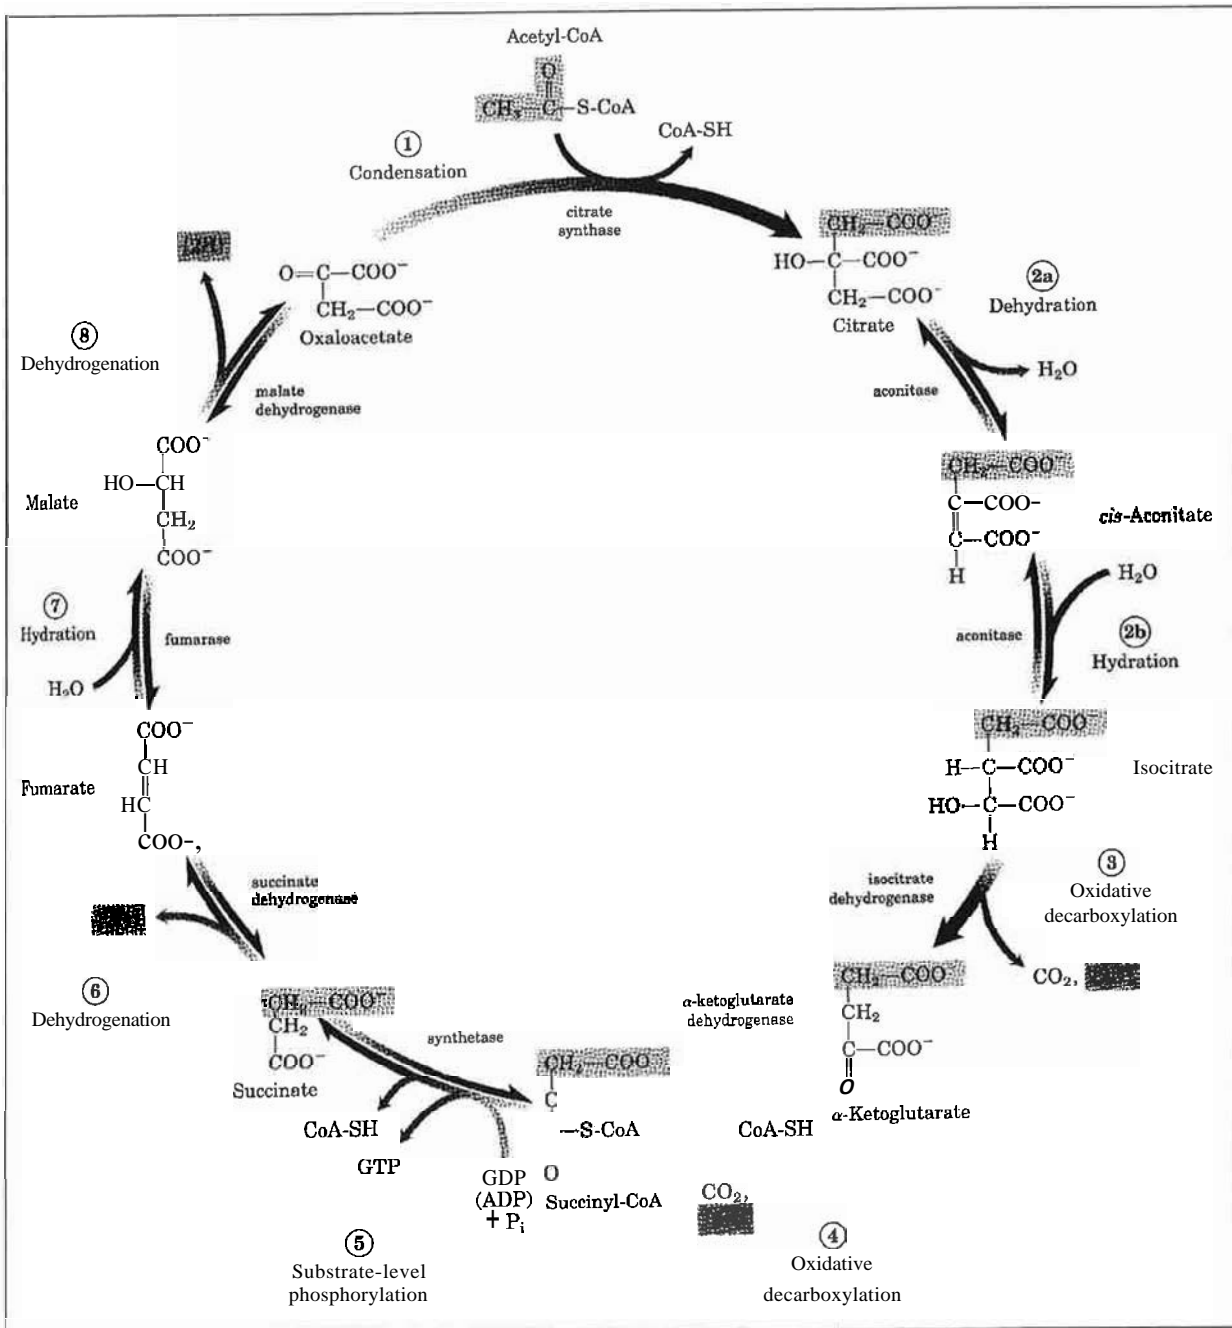 Acetyl-CoA
O
CH₃—C—S-CoA
CoA-SH
1
Condensation
citrate
synthase
O=C—COO⁻
CH₂—COO⁻
Oxaloacetate
CH₂—COO⁻
HO—C—COO⁻
CH₂—COO⁻
Citrate
2a
Dehydration
H₂O
aconitase
8
Dehydrogenation
malate
dehydrogenase
COO⁻
HO—CH
CH₂
COO⁻
Malate
CH₂—COO⁻
C—COO-
C—COO⁻
H
cis-Aconitate
H₂O
aconitase
2b
Hydration
7
Hydration
fumarase
H₂O
CH₂—COO⁻
H—C—COO⁻
HO—C—COO⁻
H
Isocitrate
COO⁻
CH
HC
COO-,
Fumarate
3
Oxidative
decarboxylation
isocitrate
dehydrogenase
CO₂,
succinate
dehydrogenase
6
Dehydrogenation
CH₂—COO⁻
CH₂
COO⁻
Succinate
synthetase
α-ketoglutarate
dehydrogenase
CH₂—COO
CH₂
C—COO⁻
O
α-Ketoglutarate
CH₂—COO
C
—S-CoA
O
Succinyl-CoA
CoA-SH
GTP
GDP
(ADP)
+ Pᵢ
CoA-SH
CO₂,
5
Substrate-level
phosphorylation
4
Oxidative
decarboxylation